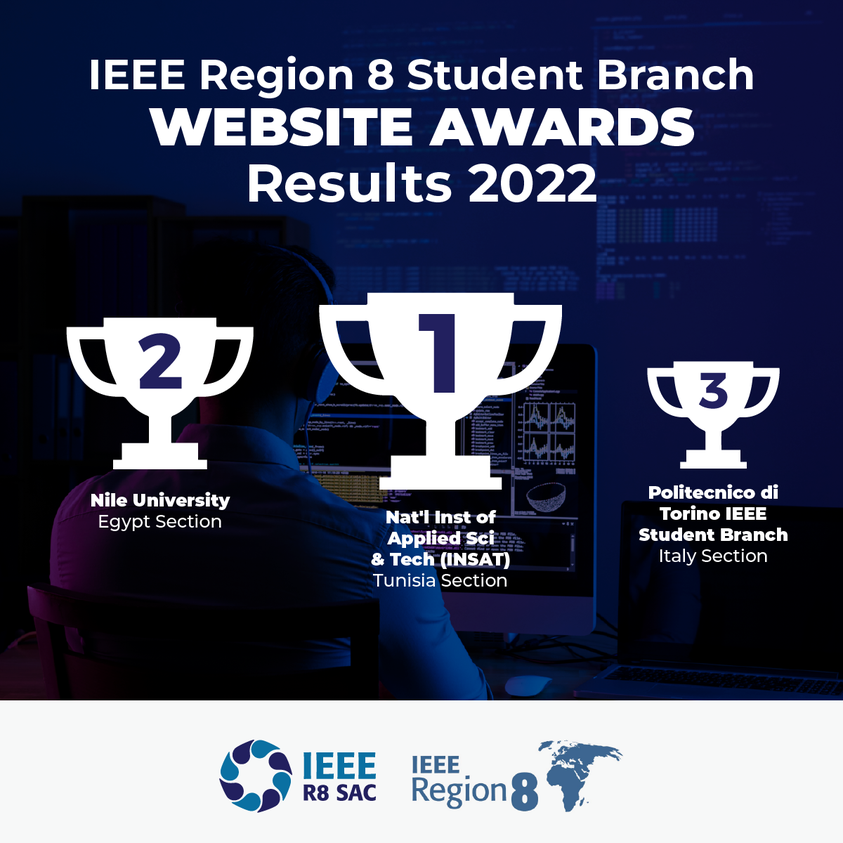 IEEE Region 8 Student Branch
WEBSITE AWARDS
Results 2022
2
Nile University
Egypt Section
1
Nat'l Inst of
Applied Sci
& Tech (INSAT)
Tunisia Section
3
Politecnico di
Torino IEEE
Student Branch
Italy Section
IEEE
R8 SAC
IEEE
Region 8